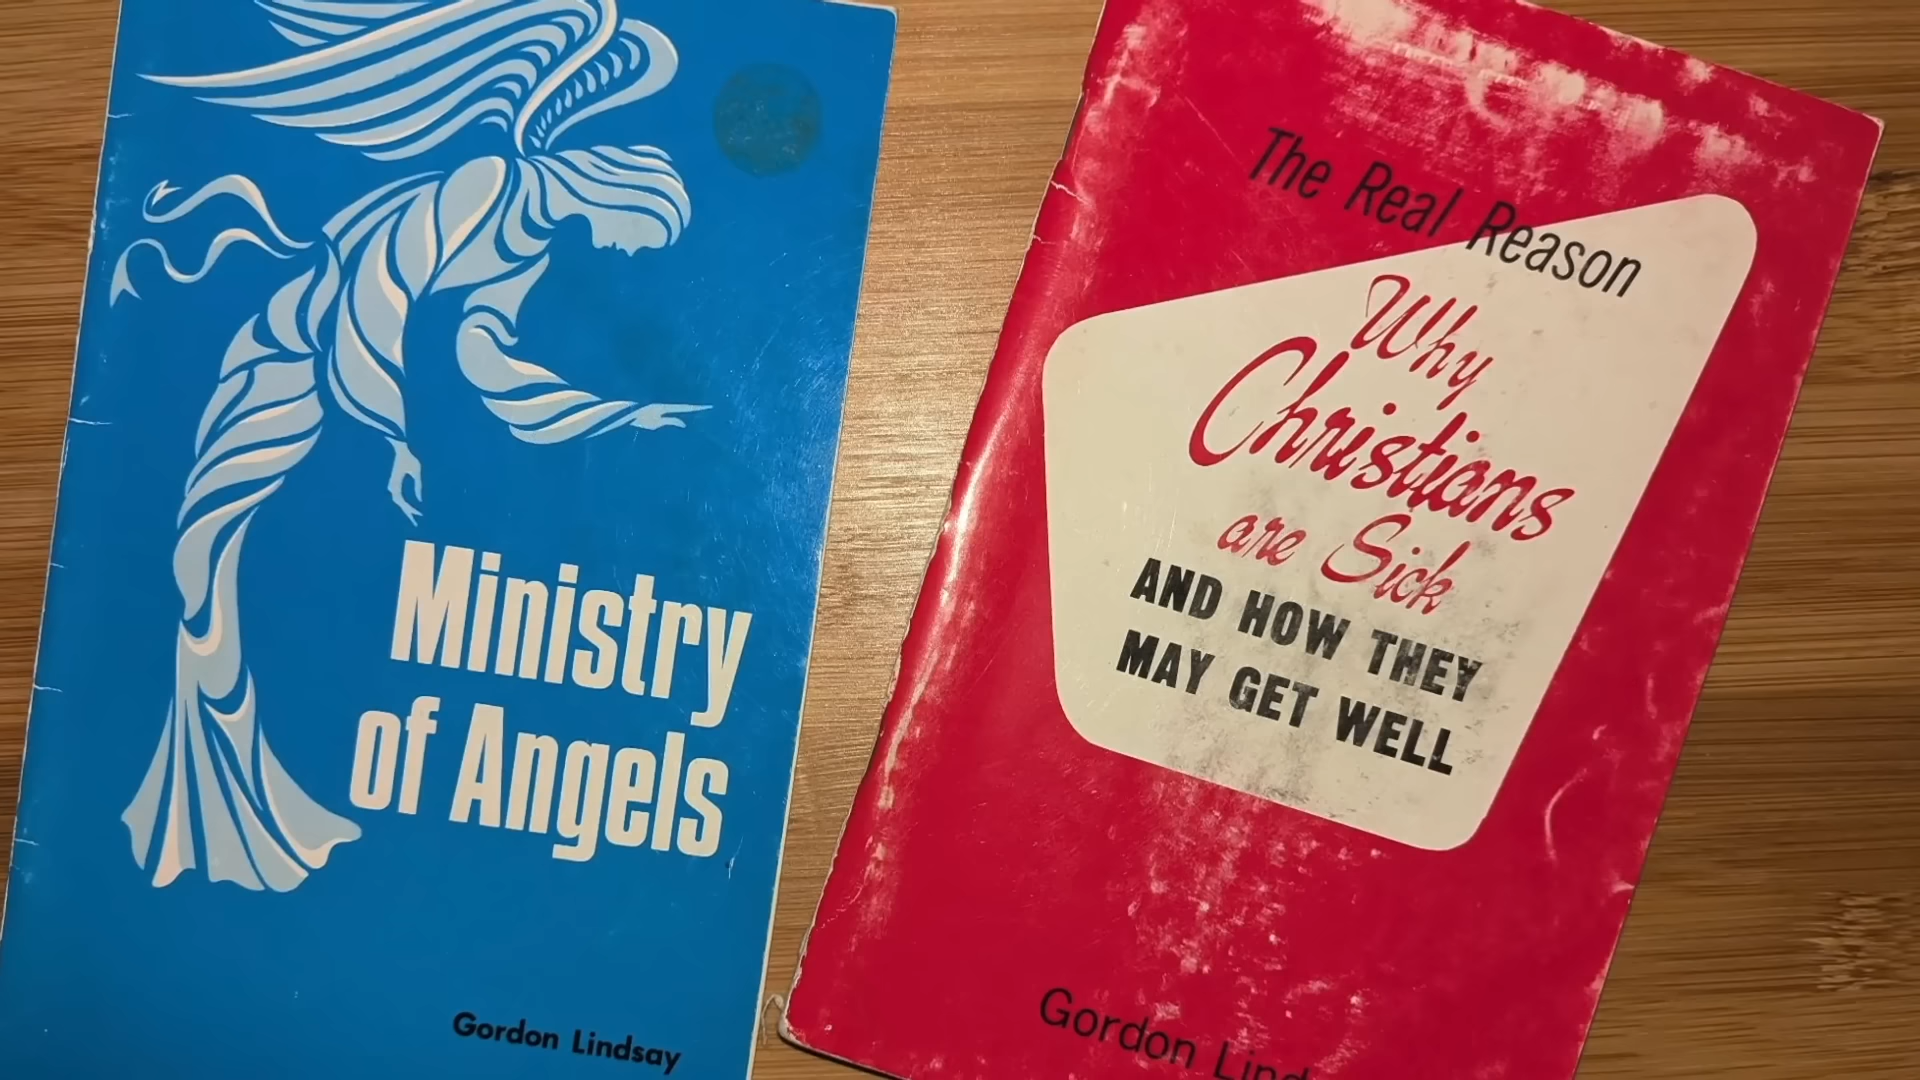 Ministry
of Angels
Gordon Lindsay
The Real Reason
Why
Christians
are Sick
AND HOW THEY
MAY GET WELL
Gordon Lind